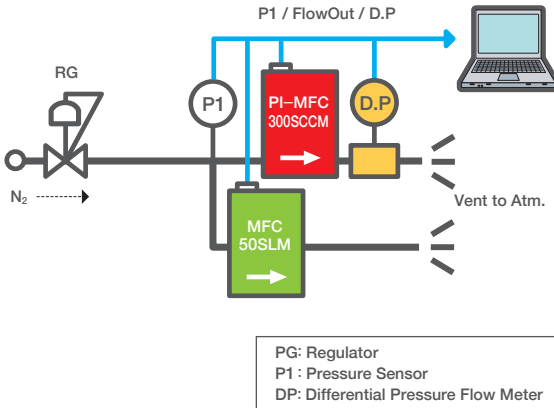 P1 / FlowOut / D.P
RG
P1
PI-MFC
300SCCM
D.P
N₂
Vent to Atm.
MFC
50SLM
PG: Regulator
P1 : Pressure Sensor
DP: Differential Pressure Flow Meter